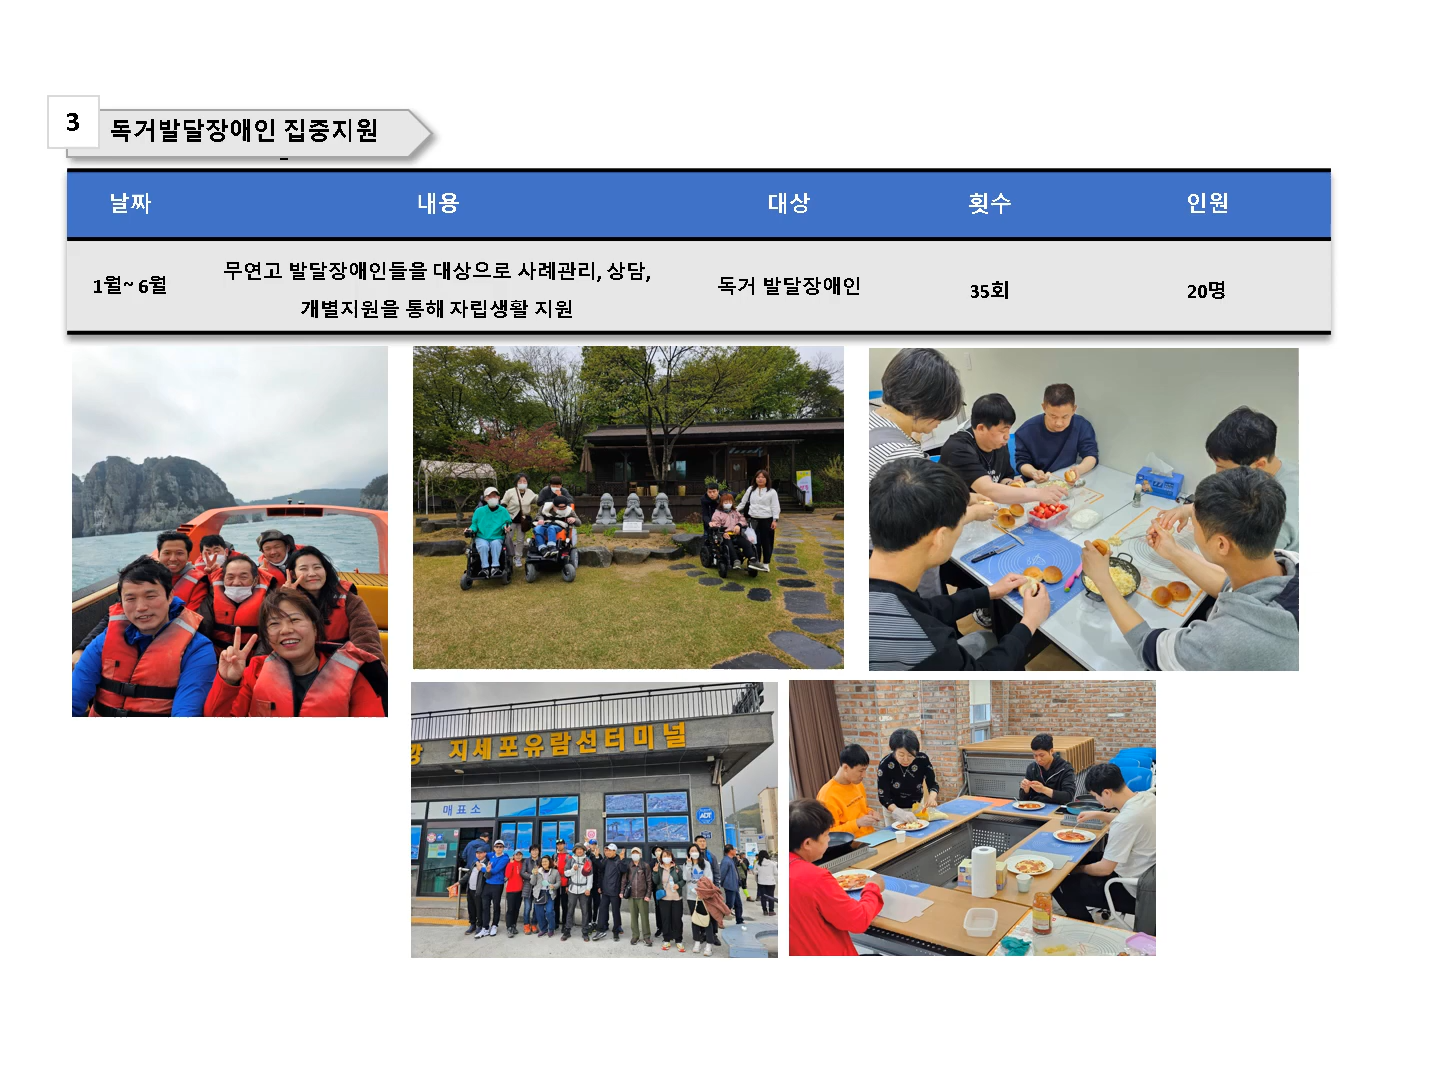 3
독거발달장애인 집중지원
날짜 내용 대상 횟수 인원
1월~ 6월 무연고 발달장애인들을 대상으로 사례관리, 상담, 개별지원을 통해 자립생활 지원 독거 발달장애인 35회 20명
지세포유람선터미널
매표소
ADT